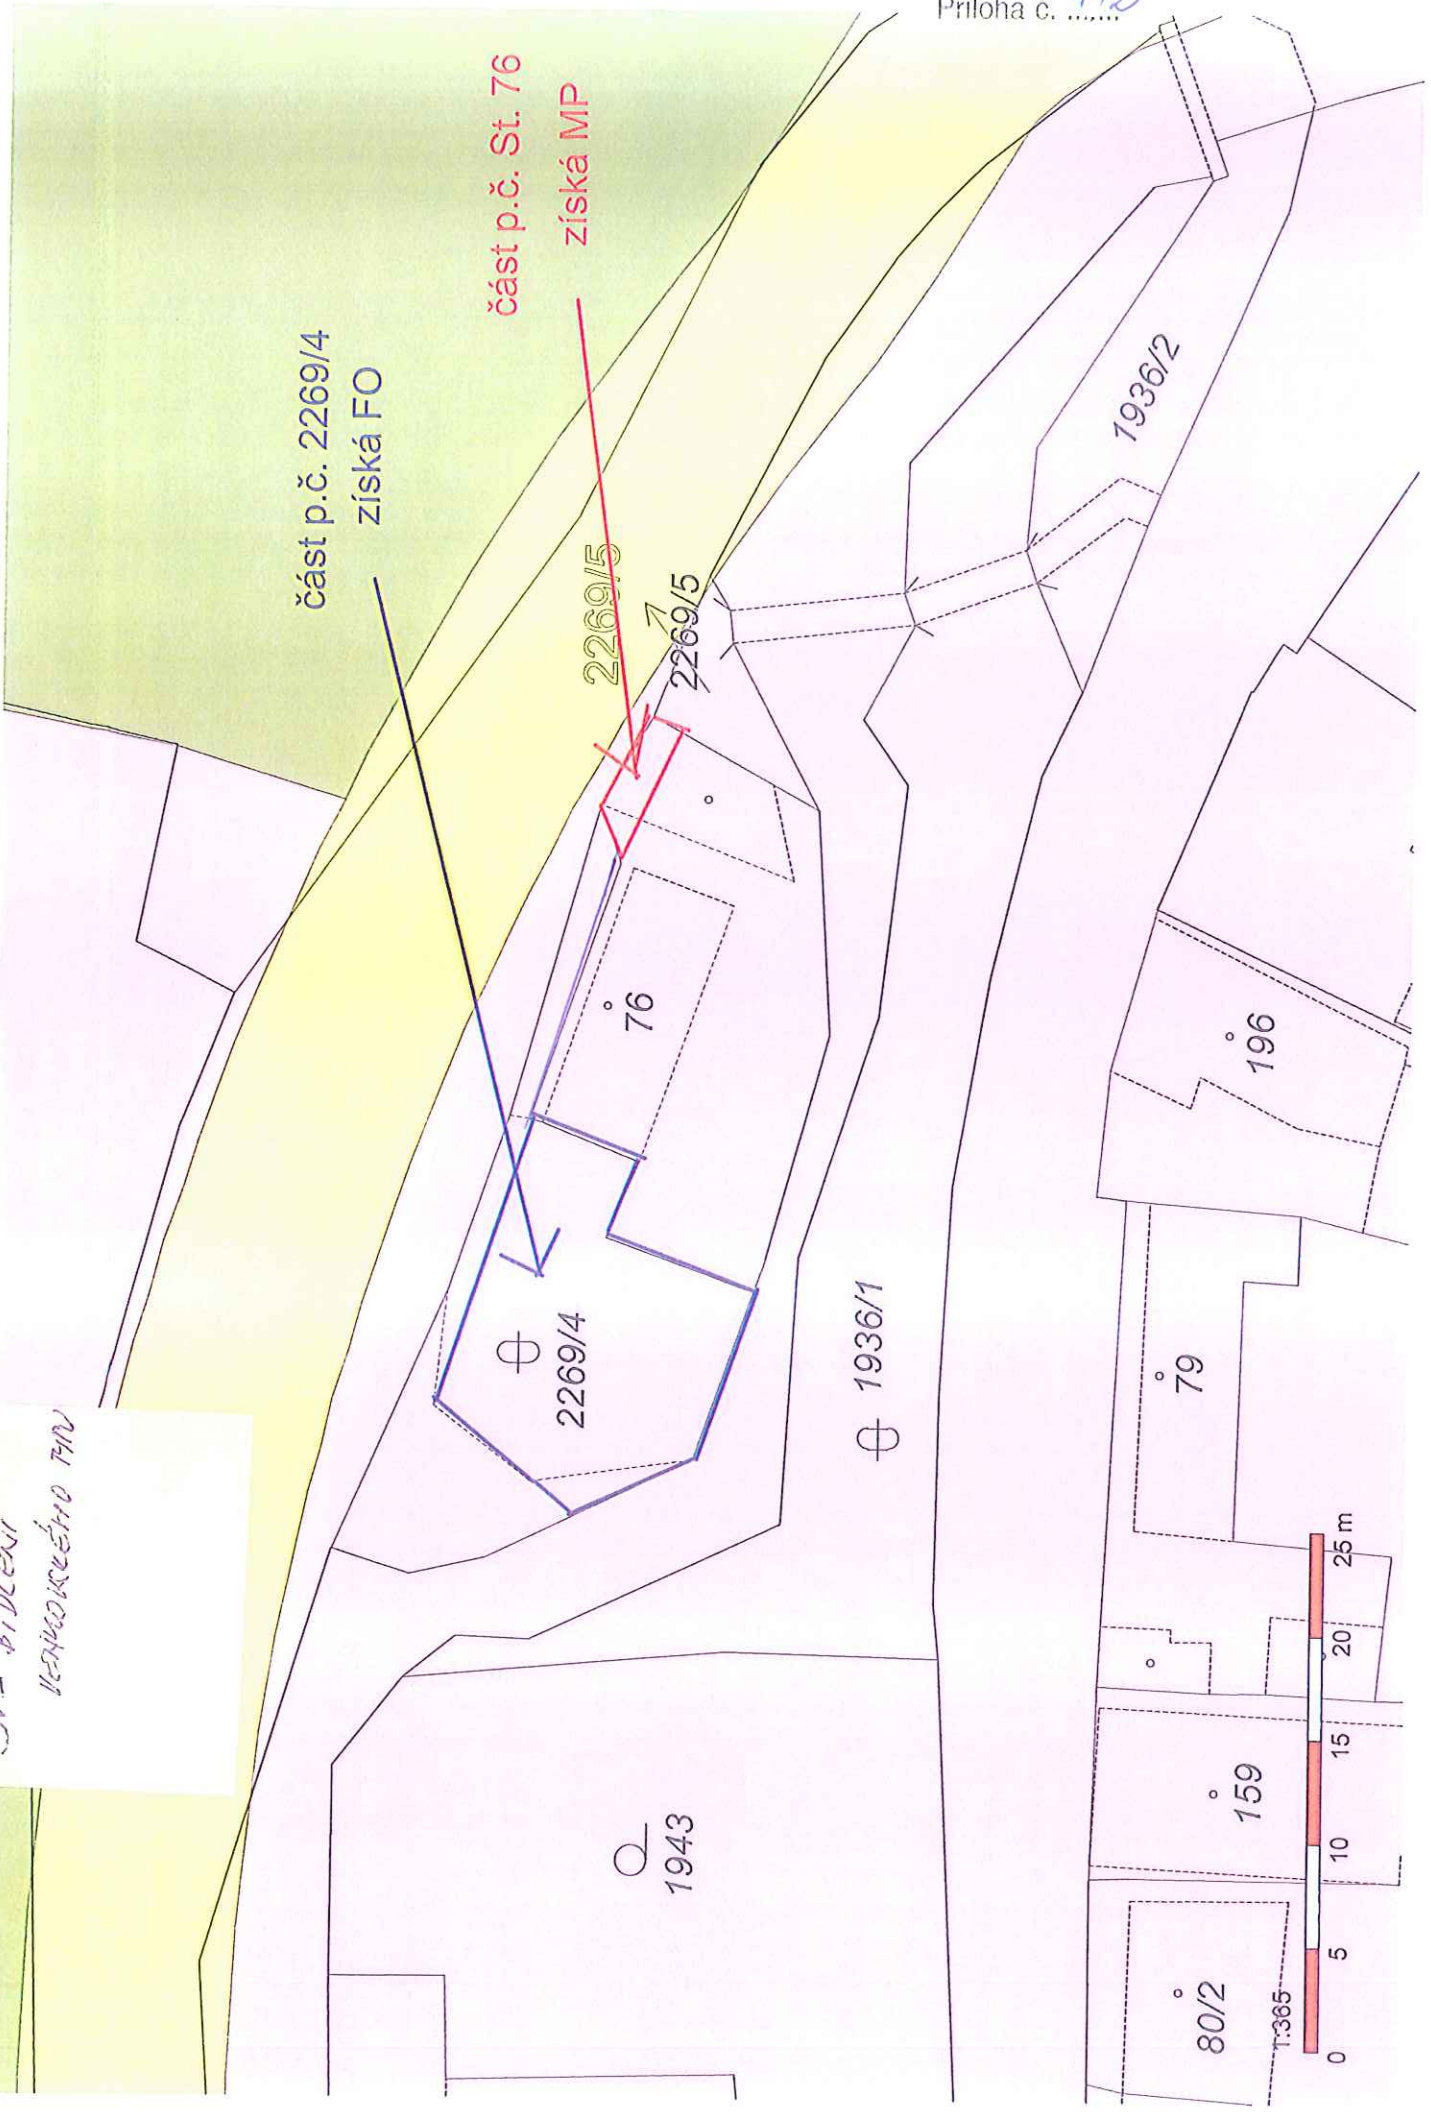 Příloha č. ......
část p.č. St. 76
získá MP
část p.č. 2269/4
získá FO
2269/5
2269/5
1936/2
76
196
2269/4
1936/1
79
1943
159
80/2
1:365
0 5 10 15 20 25 m